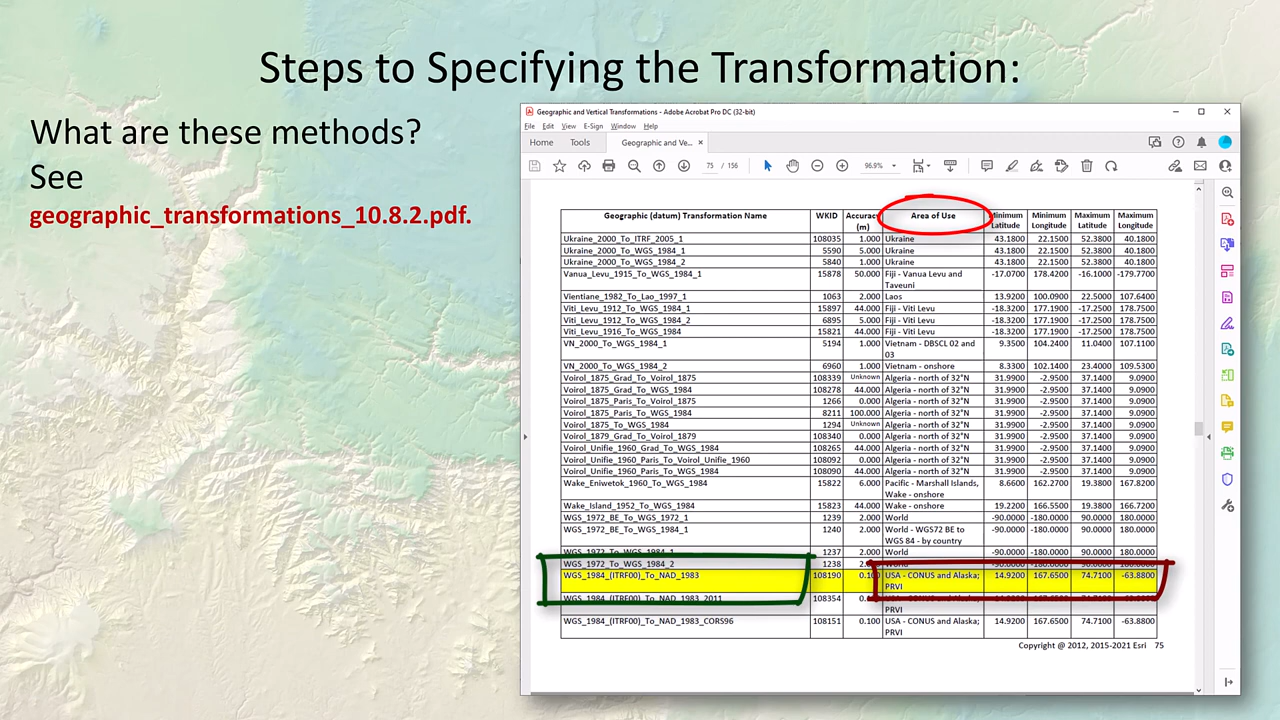 Steps to Specifying the Transformation:
What are these methods?
See
geographic_transformations_10.8.2.pdf.
Geographic and Vertical Transformations - Adobe Acrobat Pro DC (32-bit)
File Edit View E-Sign Window Help
Home Tools Geographic and Ve... ×
75 / 156 96.9%
Geographic (datum) Transformation Name WKID Accuracy (m) Area of Use Minimum Latitude Minimum Longitude Maximum Latitude Maximum Longitude
Ukraine_2000_To_ITRF_2005_1 108035 1.000 Ukraine 43.1800 22.1500 52.3800 40.1800
Ukraine_2000_To_WGS_1984_1 5590 5.000 Ukraine 43.1800 22.1500 52.3800 40.1800
Ukraine_2000_To_WGS_1984_2 5840 1.000 Ukraine 43.1800 22.1500 52.3800 40.1800
Vanua_Levu_1915_To_WGS_1984_1 15878 50.000 Fiji - Vanua Levu and Taveuni -17.0700 178.4200 -16.1000 -179.7700
Vientiane_1982_To_Lao_1997_1 1063 2.000 Laos 13.9200 100.0900 22.5000 107.6400
Viti_Levu_1912_To_WGS_1984_1 15897 44.000 Fiji - Viti Levu -18.3200 177.1900 -17.2500 178.7500
Viti_Levu_1912_To_WGS_1984_2 6895 5.000 Fiji - Viti Levu -18.3200 177.1900 -17.2500 178.7500
Viti_Levu_1916_To_WGS_1984 15821 44.000 Fiji - Viti Levu -18.3200 177.1900 -17.2500 178.7500
VN_2000_To_WGS_1984_1 5194 1.000 Vietnam - DBSCL 02 and 03 9.3500 104.2400 11.0400 107.1100
VN_2000_To_WGS_1984_2 6960 1.000 Vietnam - onshore 8.3300 102.1400 23.4000 109.5300
Voirol_1875_Grad_To_Voirol_1875 108339 Unknown Algeria - north of 32°N 31.9900 -2.9500 37.1400 9.0900
Voirol_1875_Grad_To_WGS_1984 108278 44.000 Algeria - north of 32°N 31.9900 -2.9500 37.1400 9.0900
Voirol_1875_Paris_To_Voirol_1875 1266 0.000 Algeria - north of 32°N 31.9900 -2.9500 37.1400 9.0900
Voirol_1875_Paris_To_WGS_1984 8211 100.000 Algeria - north of 32°N 31.9900 -2.9500 37.1400 9.0900
Voirol_1875_To_WGS_1984 1294 Unknown Algeria - north of 32°N 31.9900 -2.9500 37.1400 9.0900
Voirol_1879_Grad_To_Voirol_1879 108340 0.000 Algeria - north of 32°N 31.9900 -2.9500 37.1400 9.0900
Voirol_Unifie_1960_Grad_To_WGS_1984 108265 44.000 Algeria - north of 32°N 31.9900 -2.9500 37.1400 9.0900
Voirol_Unifie_1960_Paris_To_Voirol_Unifie_1960 108092 0.000 Algeria - north of 32°N 31.9900 -2.9500 37.1400 9.0900
Voirol_Unifie_1960_Paris_To_WGS_1984 108090 44.000 Algeria - north of 32°N 31.9900 -2.9500 37.1400 9.0900
Wake_Eniwetok_1960_To_WGS_1984 15822 6.000 Pacific - Marshall Islands, Wake - onshore 8.6600 162.2700 19.3800 167.8200
Wake_Island_1952_To_WGS_1984 15823 44.000 Wake - onshore 19.2200 166.5500 19.3800 166.7200
WGS_1972_BE_To_WGS_1972_1 1239 2.000 World -90.0000 -180.0000 90.0000 180.0000
WGS_1972_BE_To_WGS_1984_1 1240 2.000 World - WGS72 BE to WGS 84 - by country -90.0000 -180.0000 90.0000 180.0000
WGS_1972_To_WGS_1984_1 1237 2.000 World -90.0000 -180.0000 90.0000 180.0000
WGS_1972_To_WGS_1984_2 1238 World
WGS_1984_(ITRF00)_To_NAD_1983 108190 0.100 USA - CONUS and Alaska; PRVI 14.9200 167.6500 74.7100 -63.8800
WGS_1984_(ITRF00)_To_NAD_1983_2011 108354 USA - CONUS and Alaska; PRVI
WGS_1984_(ITRF00)_To_NAD_1983_CORS96 108151 0.100 USA - CONUS and Alaska; PRVI 14.9200 167.6500 74.7100 -63.8800
Copyright @ 2012, 2015-2021 Esri 75